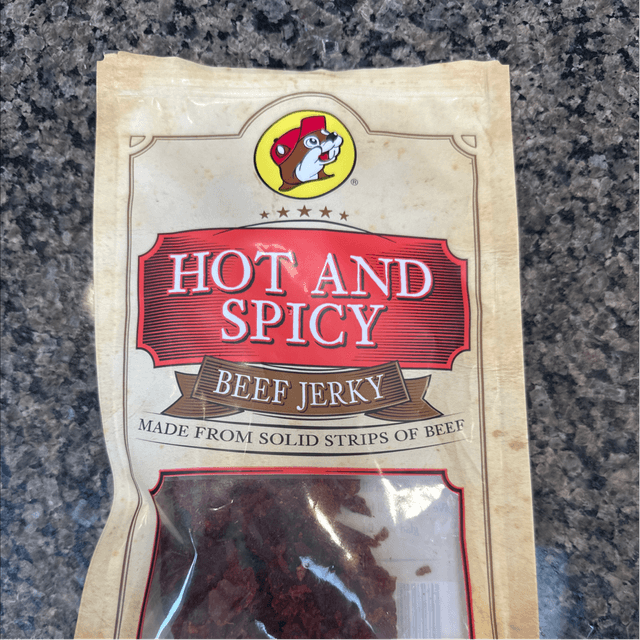 ®
HOT AND
SPICY
BEEF JERKY
MADE FROM SOLID STRIPS OF BEEF